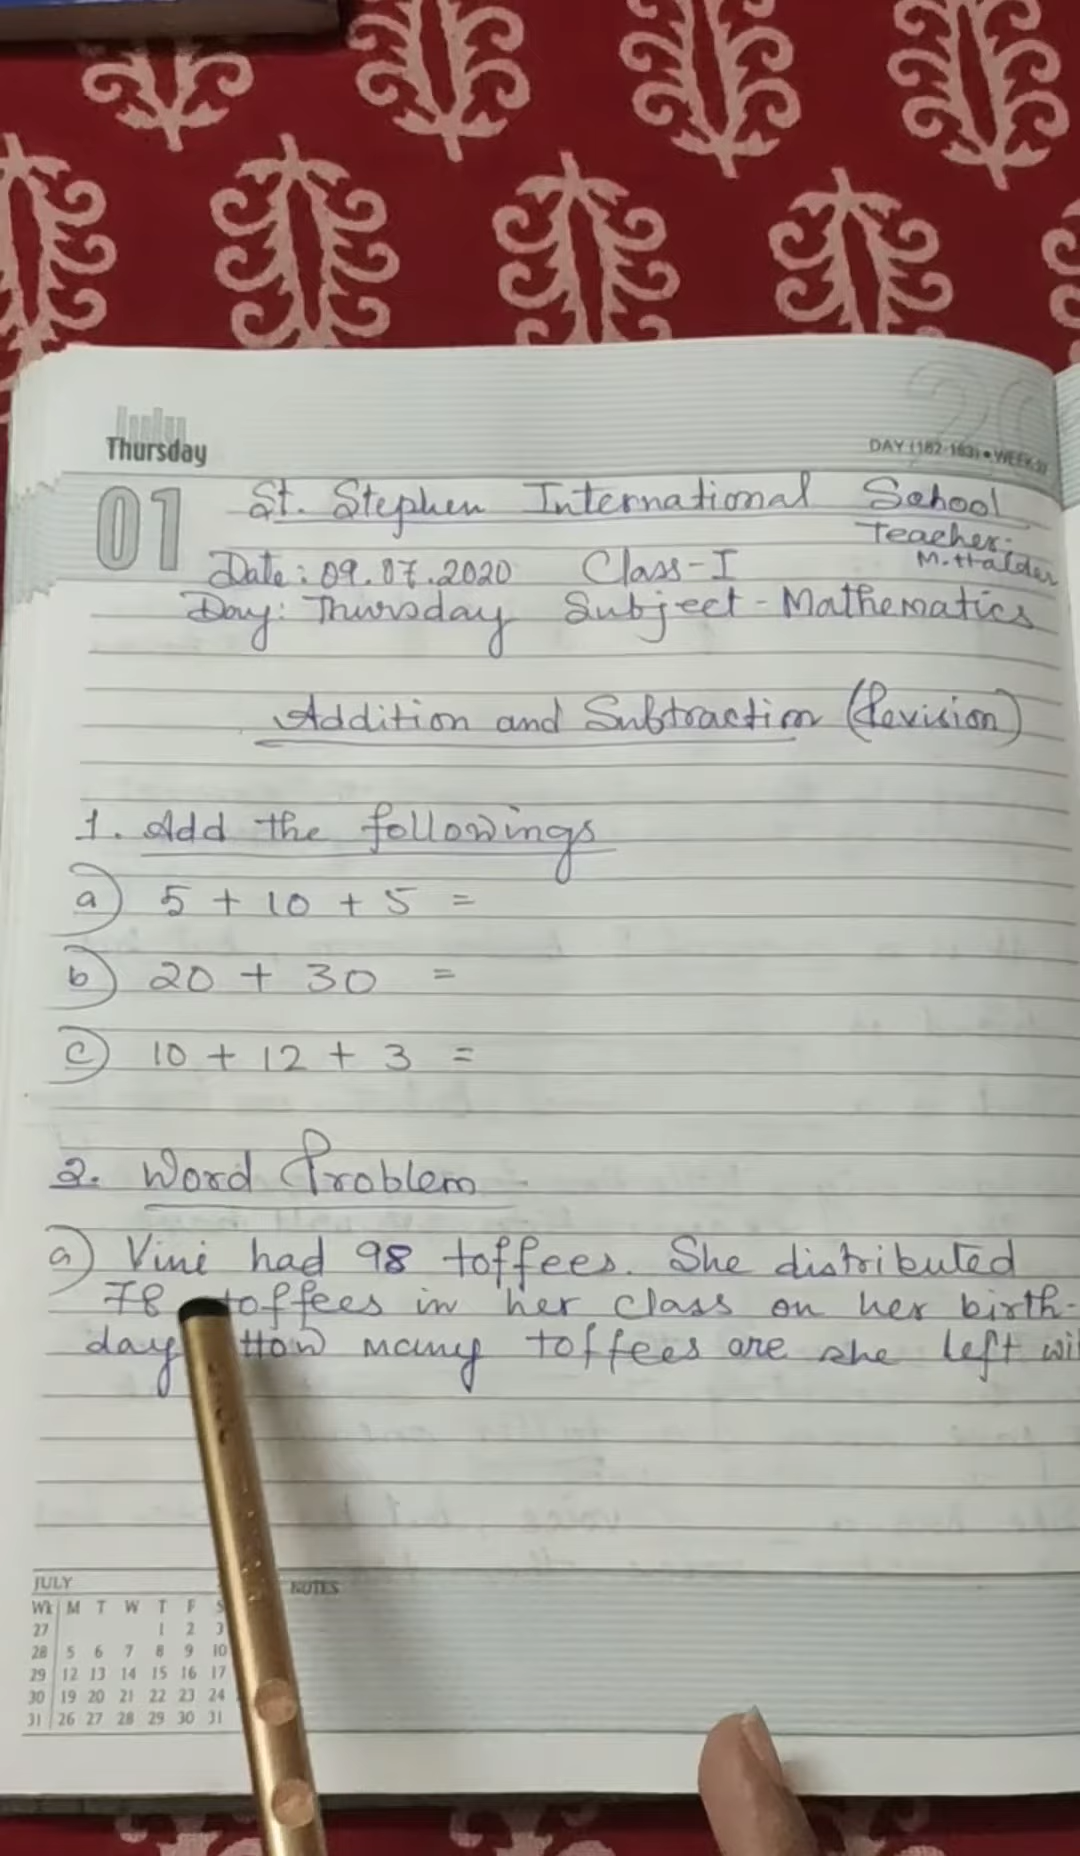 Thursday
DAY (182-183) • WEEK 27
01 St. Stephen International School
Teacher:-
M. Halder
Date: 09.07.2020 Class-I
Day: Thursday Subject - Mathematics
Addition and Subtraction (Revision)
1. Add the followings
a) 5 + 10 + 5 =
b) 20 + 30 =
c) 10 + 12 + 3 =
2. Word Problem
a) Vini had 98 toffees. She distributed
78 toffees in her class on her birth-
day How many toffees are she left wi
JULY
NOTES
Wk M T W T F S
27 1 2 3
28 5 6 7 8 9 10
29 12 13 14 15 16 17
30 19 20 21 22 23 24
31 26 27 28 29 30 31